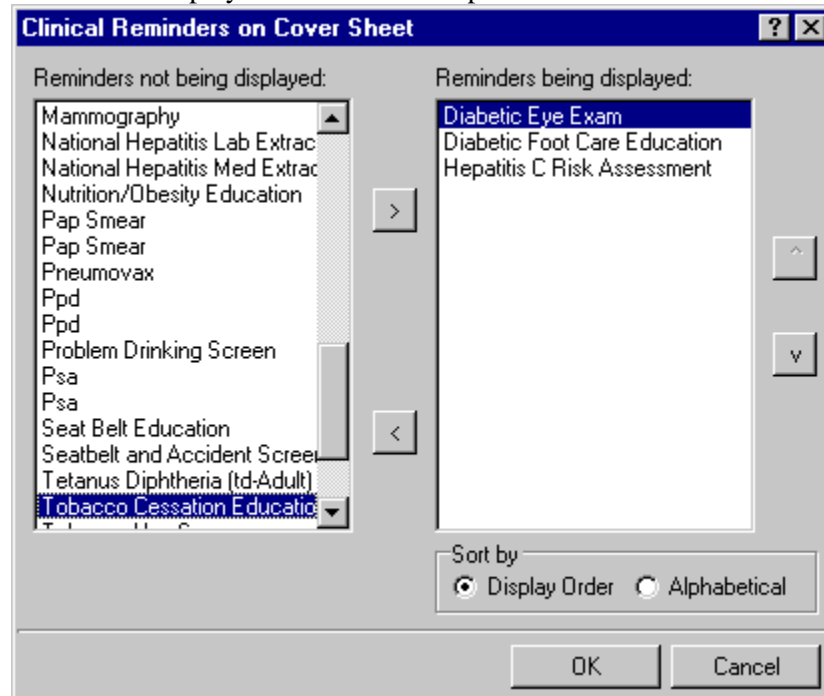 Clinical Reminders on Cover Sheet
? ×
Reminders not being displayed:
Mammography
National Hepatitis Lab Extrac
National Hepatitis Med Extrac
Nutrition/Obesity Education
Pap Smear
Pap Smear
Pneumovax
Ppd
Ppd
Problem Drinking Screen
Psa
Psa
Seat Belt Education
Seatbelt and Accident Scree
Tetanus Diphtheria (td-Adult)
Tobacco Cessation Educatio
>
<
Reminders being displayed:
Diabetic Eye Exam
Diabetic Foot Care Education
Hepatitis C Risk Assessment
^
v
Sort by
Display Order
Alphabetical
OK
Cancel